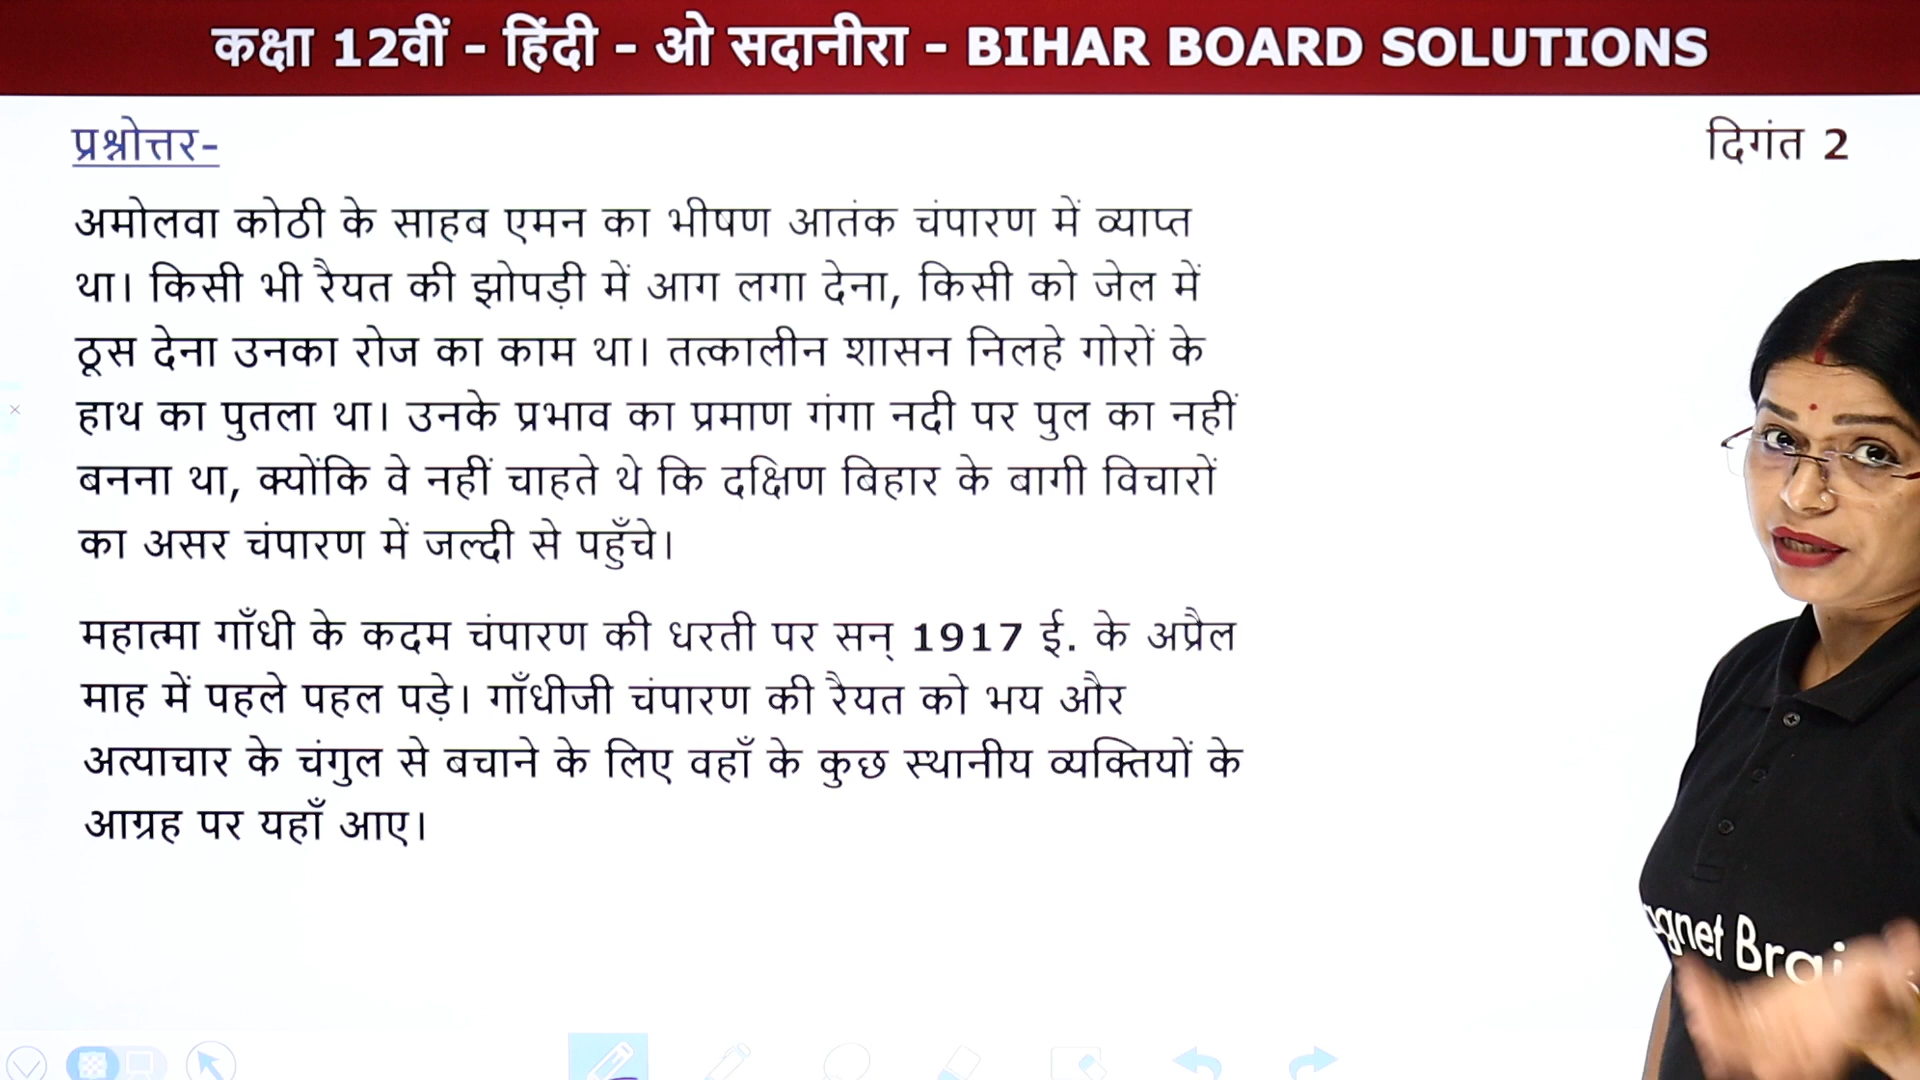 कक्षा 12वीं - हिंदी - ओ सदानीरा - BIHAR BOARD SOLUTIONS
प्रश्नोत्तर-
दिगंत 2
अमोलवा कोठी के साहब एमन का भीषण आतंक चंपारण में व्याप्त
था। किसी भी रैयत की झोपड़ी में आग लगा देना, किसी को जेल में
ठूस देना उनका रोज का काम था। तत्कालीन शासन निलहे गोरों के
हाथ का पुतला था। उनके प्रभाव का प्रमाण गंगा नदी पर पुल का नहीं
बनना था, क्योंकि वे नहीं चाहते थे कि दक्षिण बिहार के बागी विचारों
का असर चंपारण में जल्दी से पहुँचे।
महात्मा गाँधी के कदम चंपारण की धरती पर सन् 1917 ई. के अप्रैल
माह में पहले पहल पड़े। गाँधीजी चंपारण की रैयत को भय और
अत्याचार के चंगुल से बचाने के लिए वहाँ के कुछ स्थानीय व्यक्तियों के
आग्रह पर यहाँ आए।